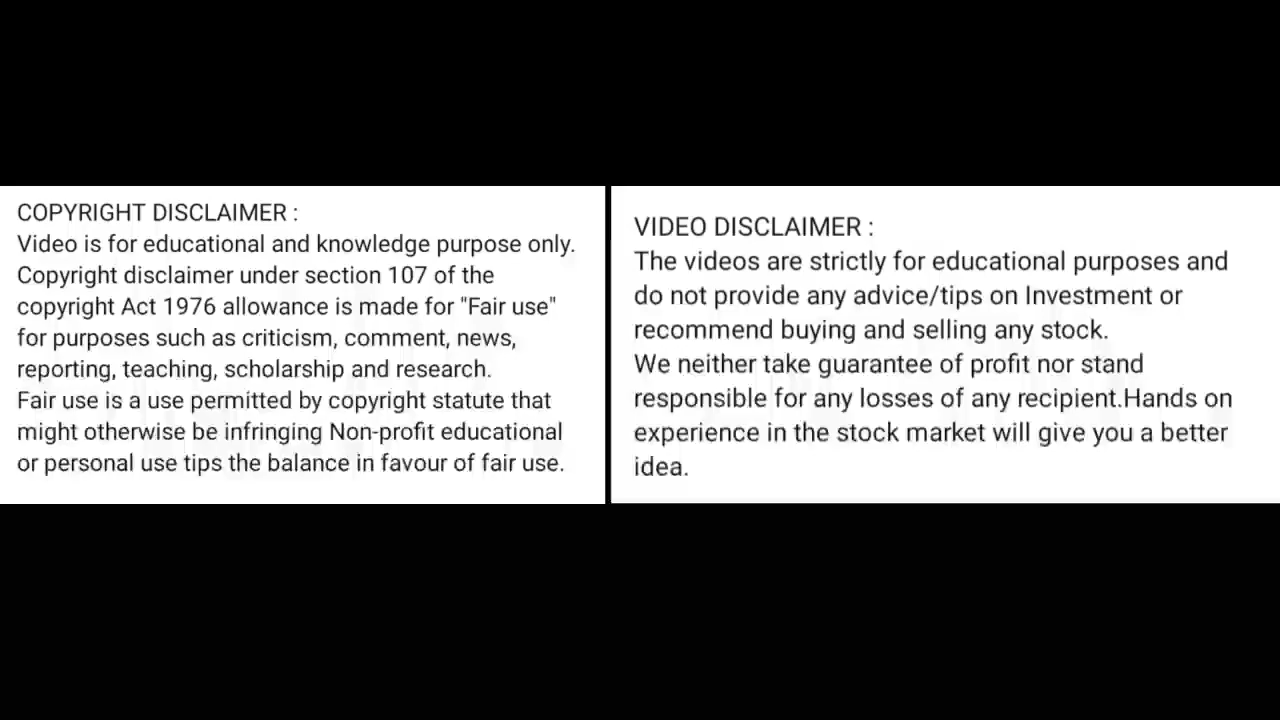 COPYRIGHT DISCLAIMER :
Video is for educational and knowledge purpose only.
Copyright disclaimer under section 107 of the
copyright Act 1976 allowance is made for "Fair use"
for purposes such as criticism, comment, news,
reporting, teaching, scholarship and research.
Fair use is a use permitted by copyright statute that
might otherwise be infringing Non-profit educational
or personal use tips the balance in favour of fair use.
VIDEO DISCLAIMER :
The videos are strictly for educational purposes and
do not provide any advice/tips on Investment or
recommend buying and selling any stock.
We neither take guarantee of profit nor stand
responsible for any losses of any recipient.Hands on
experience in the stock market will give you a better
idea.